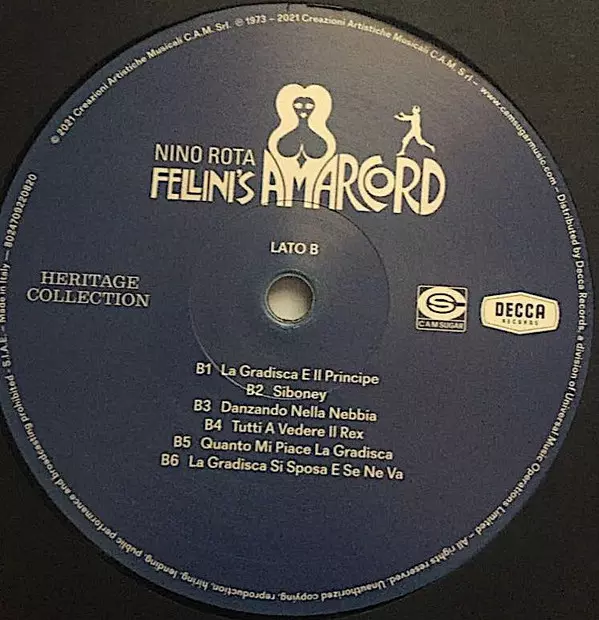 © 2021 Creazioni Artistiche Musicali C.A.M. Srl. ℗ 1973 – 2021 Creazioni Artistiche Musicali C.A.M. Srl – www.camsugarmusic.com – Distributed by Decca Records, a division of Universal Music Operations Limited – All rights reserved. Unauthorized copying, reproduction, hiring, lending, public performance and broadcasting prohibited - S.I.A.E. – Made in Italy — 8024709220820
NINO ROTA
FELLINI'S AMARCORD
LATO B
HERITAGE
COLLECTION
CAM SUGAR
DECCA
RECORDS
B1 La Gradisca E Il Principe
B2 Siboney
B3 Danzando Nella Nebbia
B4 Tutti A Vedere Il Rex
B5 Quanto Mi Piace La Gradisca
B6 La Gradisca Si Sposa E Se Ne Va